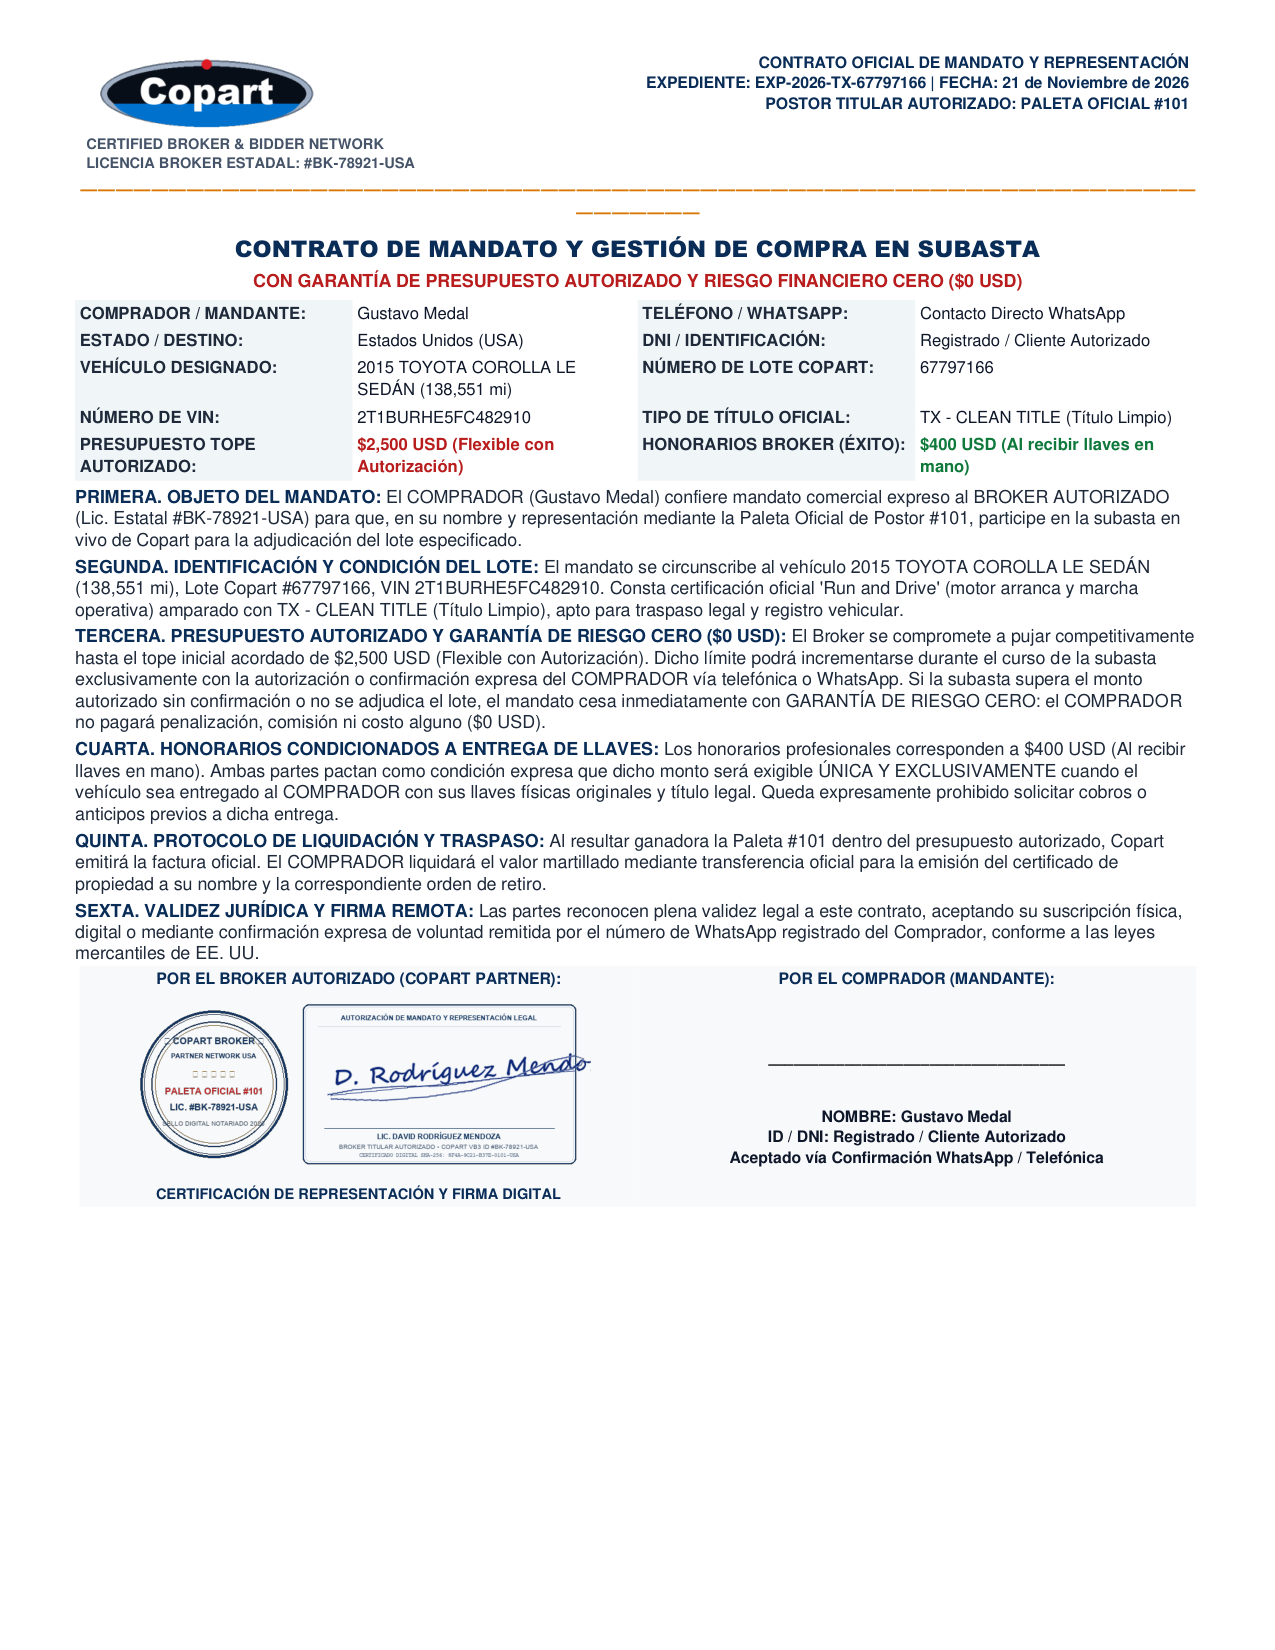 Copart
CERTIFIED BROKER & BIDDER NETWORK
LICENCIA BROKER ESTADAL: #BK-78921-USA
CONTRATO OFICIAL DE MANDATO Y REPRESENTACIÓN
EXPEDIENTE: EXP-2026-TX-67797166 | FECHA: 21 de Noviembre de 2026
POSTOR TITULAR AUTORIZADO: PALETA OFICIAL #101
CONTRATO DE MANDATO Y GESTIÓN DE COMPRA EN SUBASTA
CON GARANTÍA DE PRESUPUESTO AUTORIZADO Y RIESGO FINANCIERO CERO ($0 USD)
COMPRADOR / MANDANTE: Gustavo Medal TELÉFONO / WHATSAPP: Contacto Directo WhatsApp
ESTADO / DESTINO: Estados Unidos (USA) DNI / IDENTIFICACIÓN: Registrado / Cliente Autorizado
VEHÍCULO DESIGNADO: 2015 TOYOTA COROLLA LE NÚMERO DE LOTE COPART: 67797166
SEDÁN (138,551 mi)
NÚMERO DE VIN: 2T1BURHE5FC482910 TIPO DE TÍTULO OFICIAL: TX - CLEAN TITLE (Título Limpio)
PRESUPUESTO TOPE $2,500 USD (Flexible con HONORARIOS BROKER (ÉXITO): $400 USD (Al recibir llaves en
AUTORIZADO: Autorización) mano)
PRIMERA. OBJETO DEL MANDATO: El COMPRADOR (Gustavo Medal) confiere mandato comercial expreso al BROKER AUTORIZADO
(Lic. Estatal #BK-78921-USA) para que, en su nombre y representación mediante la Paleta Oficial de Postor #101, participe en la subasta en
vivo de Copart para la adjudicación del lote especificado.
SEGUNDA. IDENTIFICACIÓN Y CONDICIÓN DEL LOTE: El mandato se circunscribe al vehículo 2015 TOYOTA COROLLA LE SEDÁN
(138,551 mi), Lote Copart #67797166, VIN 2T1BURHE5FC482910. Consta certificación oficial 'Run and Drive' (motor arranca y marcha
operativa) amparado con TX - CLEAN TITLE (Título Limpio), apto para traspaso legal y registro vehicular.
TERCERA. PRESUPUESTO AUTORIZADO Y GARANTÍA DE RIESGO CERO ($0 USD): El Broker se compromete a pujar competitivamente
hasta el tope inicial acordado de $2,500 USD (Flexible con Autorización). Dicho límite podrá incrementarse durante el curso de la subasta
exclusivamente con la autorización o confirmación expresa del COMPRADOR vía telefónica o WhatsApp. Si la subasta supera el monto
autorizado sin confirmación o no se adjudica el lote, el mandato cesa inmediatamente con GARANTÍA DE RIESGO CERO: el COMPRADOR
no pagará penalización, comisión ni costo alguno ($0 USD).
CUARTA. HONORARIOS CONDICIONADOS A ENTREGA DE LLAVES: Los honorarios profesionales corresponden a $400 USD (Al recibir
llaves en mano). Ambas partes pactan como condición expresa que dicho monto será exigible ÚNICA Y EXCLUSIVAMENTE cuando el
vehículo sea entregado al COMPRADOR con sus llaves físicas originales y título legal. Queda expresamente prohibido solicitar cobros o
anticipos previos a dicha entrega.
QUINTA. PROTOCOLO DE LIQUIDACIÓN Y TRASPASO: Al resultar ganadora la Paleta #101 dentro del presupuesto autorizado, Copart
emitirá la factura oficial. El COMPRADOR liquidará el valor martillado mediante transferencia oficial para la emisión del certificado de
propiedad a su nombre y la correspondiente orden de retiro.
SEXTA. VALIDEZ JURÍDICA Y FIRMA REMOTA: Las partes reconocen plena validez legal a este contrato, aceptando su suscripción física,
digital o mediante confirmación expresa de voluntad remitida por el número de WhatsApp registrado del Comprador, conforme a las leyes
mercantiles de EE. UU.
POR EL BROKER AUTORIZADO (COPART PARTNER):
COPART BROKER
PARTNER NETWORK USA
PALETA OFICIAL #101
LIC. #BK-78921-USA
SELLO DIGITAL NOTARIADO 2026
AUTORIZACIÓN DE MANDATO Y REPRESENTACIÓN LEGAL
D. Rodríguez Mendo
LIC. DAVID RODRÍGUEZ MENDOZA
BROKER TITULAR AUTORIZADO • COPART VB3 ID #BK-78921-USA
CERTIFICADO DIGITAL
CERTIFICACIÓN DE REPRESENTACIÓN Y FIRMA DIGITAL
POR EL COMPRADOR (MANDANTE):
NOMBRE: Gustavo Medal
ID / DNI: Registrado / Cliente Autorizado
Aceptado vía Confirmación WhatsApp / Telefónica